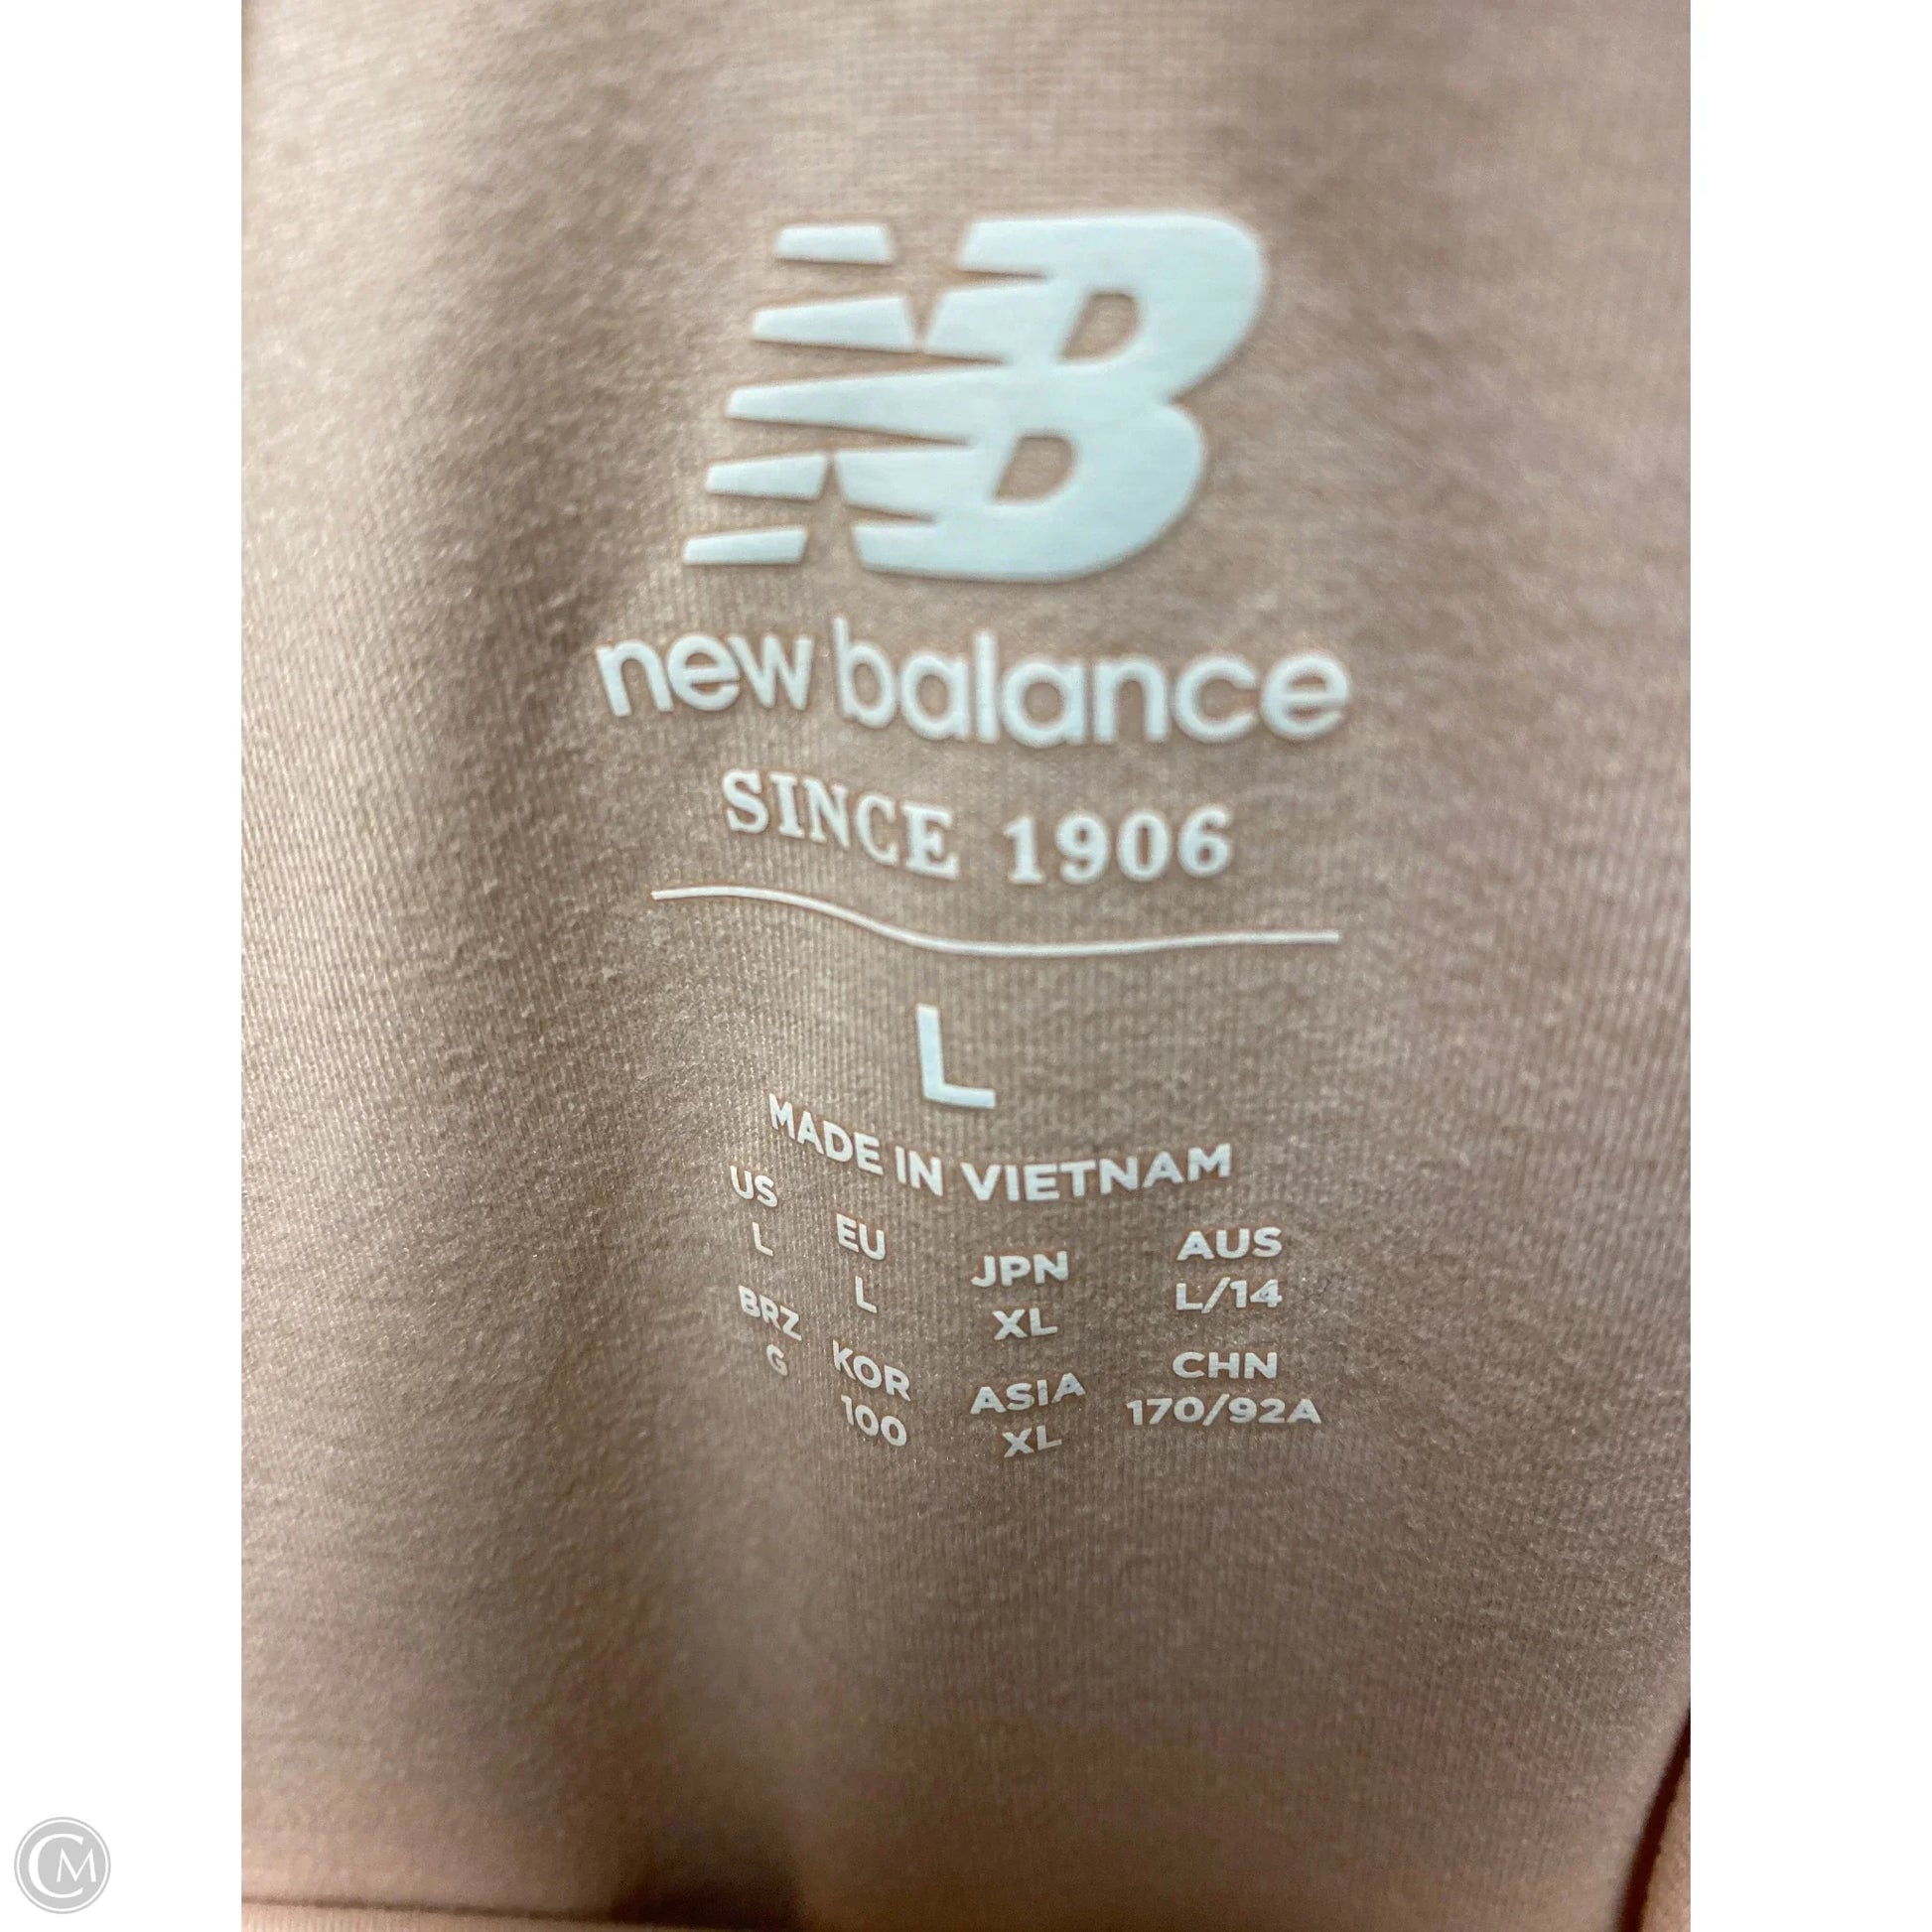 NB
new balance
SINCE 1906
L
MADE IN VIETNAM
US EU JPN AUS
L L XL L/14
BRZ KOR ASIA CHN
G 100 XL 170/92A
CM